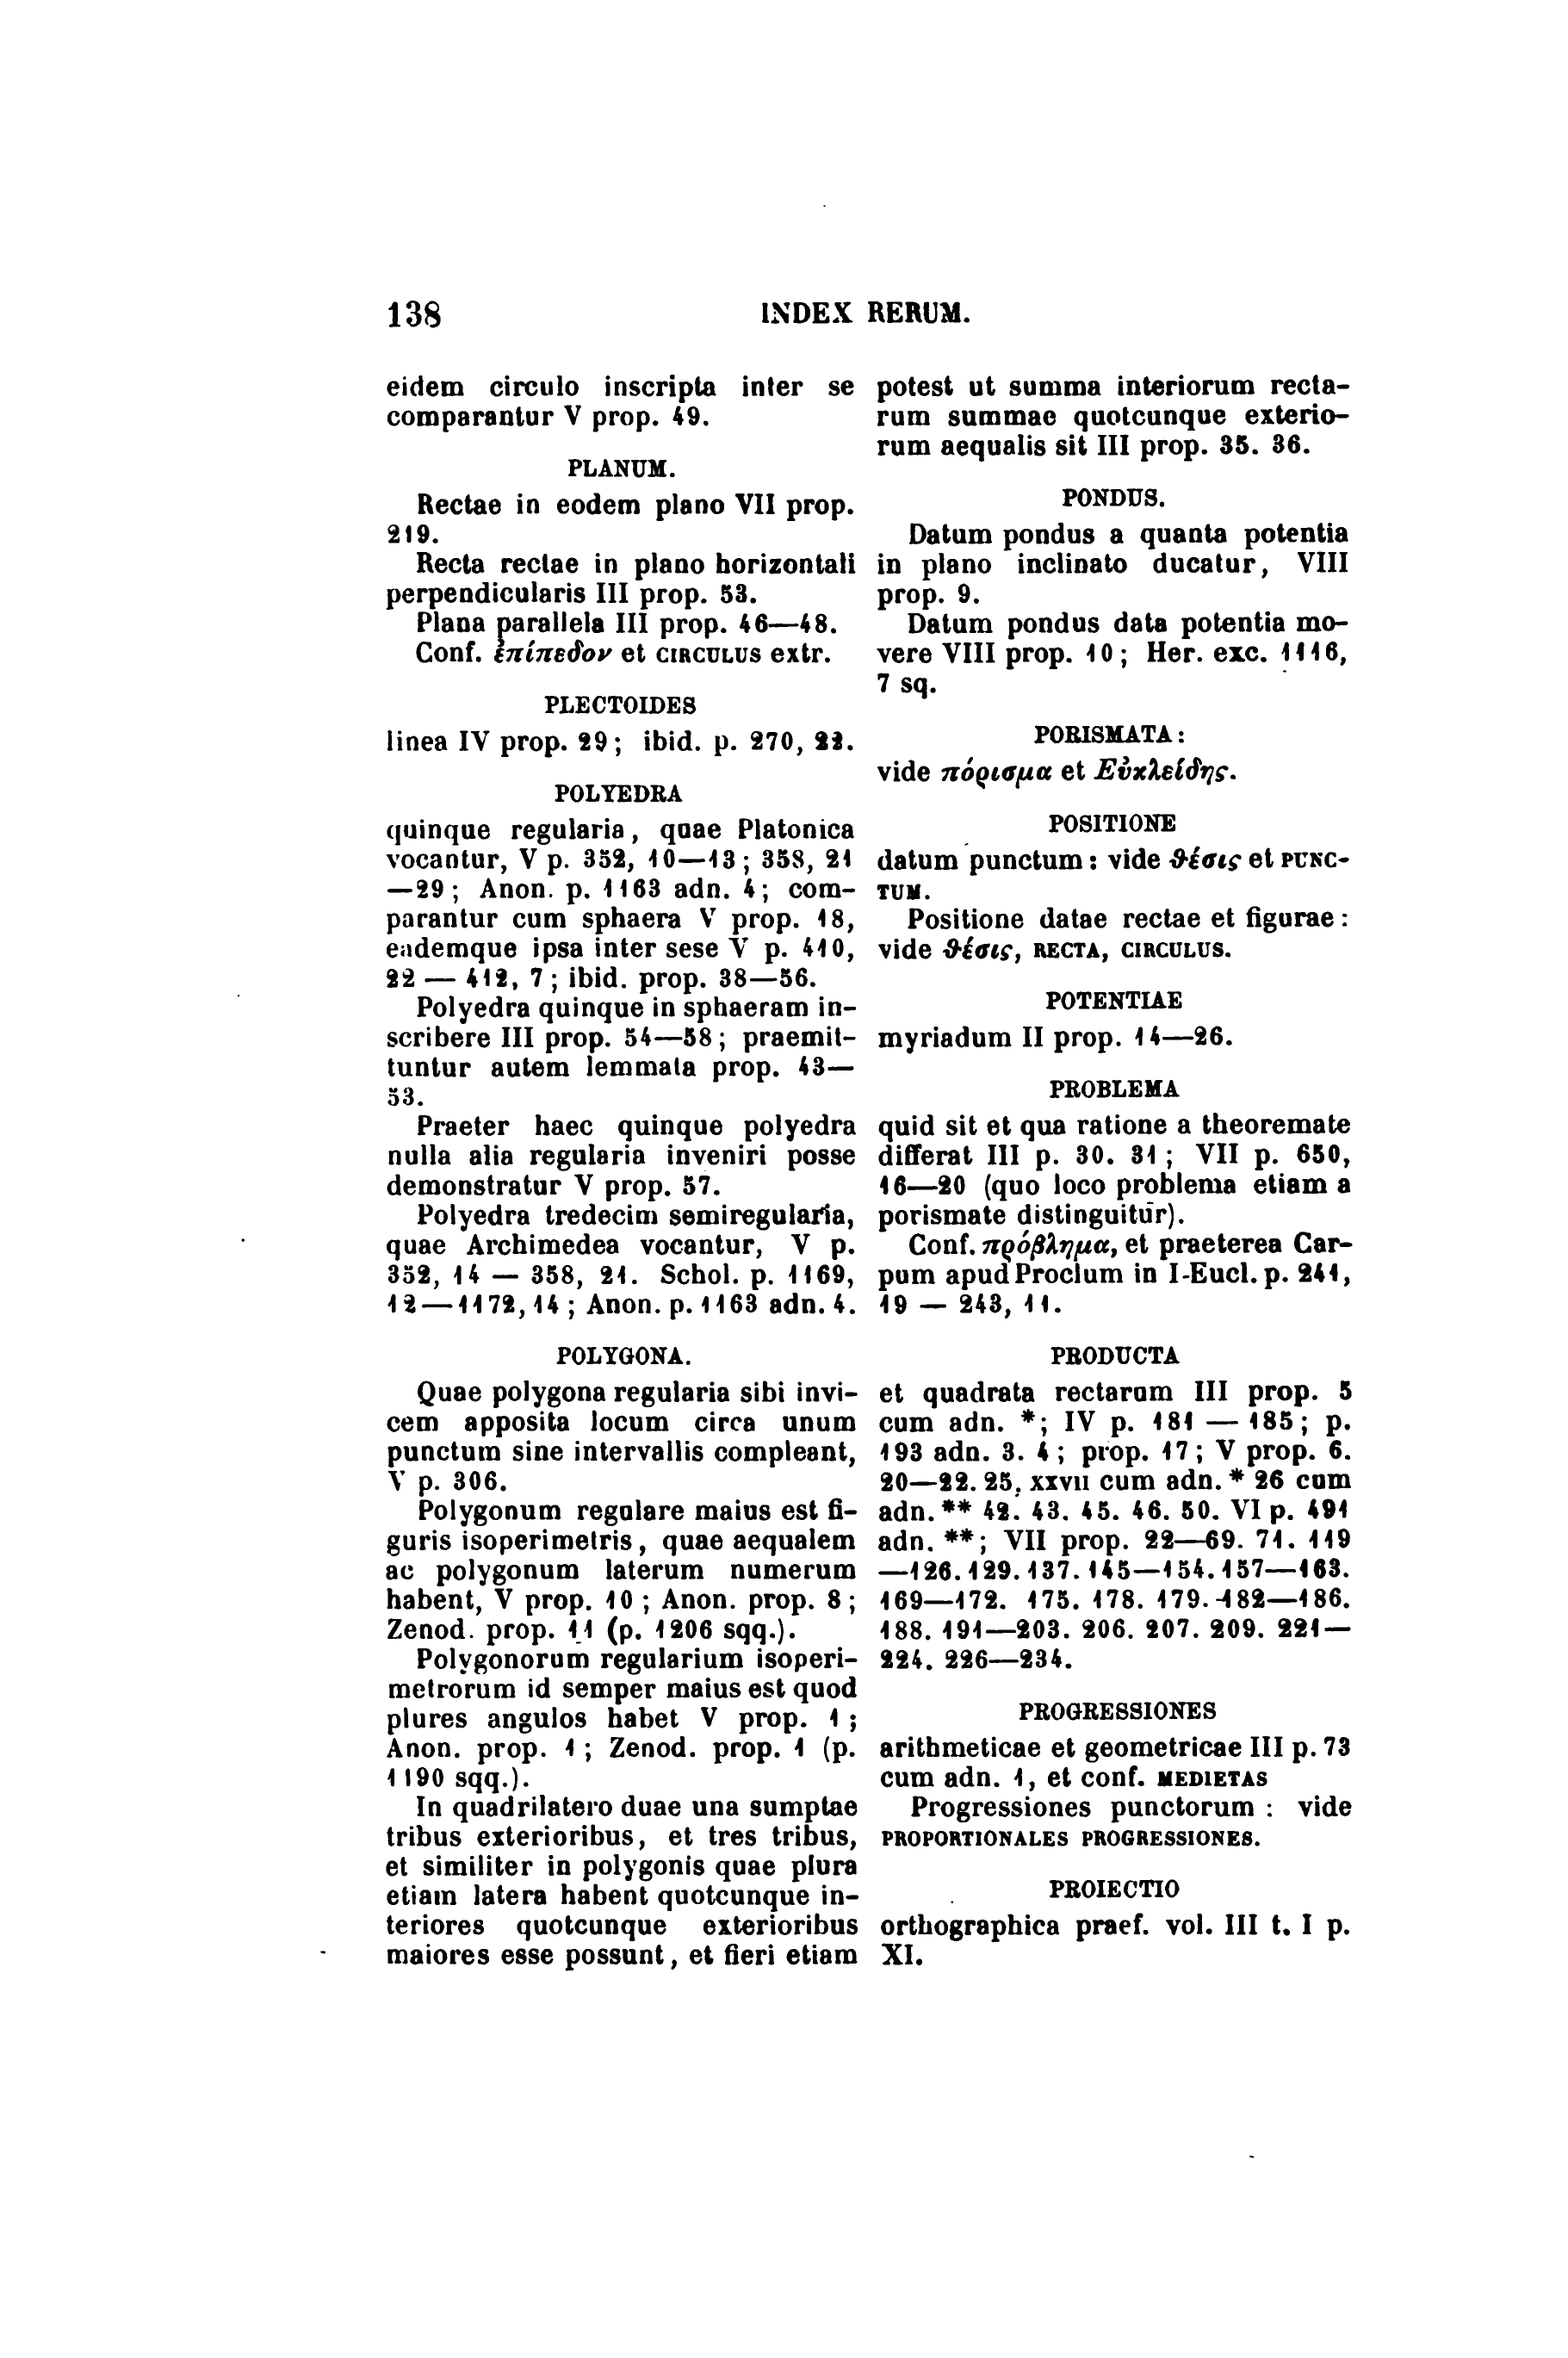 138
INDEX RERUM.
eidem circulo inscripta inter se
comparantur V prop. 49.
PLANUM.
Rectae in eodem plano VII prop.
219.
Recta rectae in plano horizontali
perpendicularis III prop. 53.
Plana parallela III prop. 46—48.
Conf. ἐπίπεδον et CIRCULUS extr.
PLECTOIDES
linea IV prop. 29; ibid. p. 270, 22.
POLYEDRA
quinque regularia, quae Platonica
vocantur, V p. 352, 10—13; 358, 21
—29; Anon. p. 1163 adn. 4; com-
parantur cum sphaera V prop. 18,
eademque ipsa inter sese V p. 410,
22 — 412, 7; ibid. prop. 38—56.
Polyedra quinque in sphaeram in-
scribere III prop. 54—58; praemit-
tuntur autem lemmata prop. 43—
53.
Praeter haec quinque polyedra
nulla alia regularia inveniri posse
demonstratur V prop. 57.
Polyedra tredecim semiregularia,
quae Archimedea vocantur, V p.
352, 14 — 358, 21. Schol. p. 1169,
12—1172, 14; Anon. p. 1163 adn. 4.
POLYGONA.
Quae polygona regularia sibi invi-
cem apposita locum circa unum
punctum sine intervallis compleant,
V p. 306.
Polygonum regulare maius est fi-
guris isoperimetris, quae aequalem
ac polygonum laterum numerum
habent, V prop. 10; Anon. prop. 8;
Zenod. prop. 11 (p. 1206 sqq.).
Polygonorum regularium isoperi-
metrorum id semper maius est quod
plures angulos habet V prop. 1;
Anon. prop. 1; Zenod. prop. 1 (p.
1190 sqq.).
In quadrilatero duae una sumptae
tribus exterioribus, et tres tribus,
et similiter in polygonis quae plura
etiam latera habent quotcunque in-
teriores quotcunque exterioribus
maiores esse possunt, et fieri etiam
potest ut summa interiorum recta-
rum summae quotcunque exterio-
rum aequalis sit III prop. 35. 36.
PONDUS.
Datum pondus a quanta potentia
in plano inclinato ducatur, VIII
prop. 9.
Datum pondus data potentia mo-
vere VIII prop. 10; Her. exc. 1116,
7 sq.
PORISMATA:
vide πόρισμα et Εὐκλείδης.
POSITIONE
datum punctum: vide θέσις et PUNC-
TUM.
Positione datae rectae et figurae:
vide θέσις, RECTA, CIRCULUS.
POTENTIAE
myriadum II prop. 14—26.
PROBLEMA
quid sit et qua ratione a theoremate
differat III p. 30. 31; VII p. 650,
16—20 (quo loco problema etiam a
porismate distinguitur).
Conf. πρόβλημα, et praeterea Car-
pum apud Proclum in I Eucl. p. 241,
19 — 243, 11.
PRODUCTA
et quadrata rectarum III prop. 5
cum adn. *; IV p. 181 — 185; p.
193 adn. 3. 4; prop. 17; V prop. 6.
20—22. 25, XXVII cum adn. * 26 cum
adn. ** 42. 43. 45. 46. 50. VI p. 491
adn. **; VII prop. 22—69. 71. 119
—126. 129. 137. 145—154. 157—163.
169—172. 175. 178. 179. 182—186.
188. 191—203. 206. 207. 209. 221—
224. 226—234.
PROGRESSIONES
arithmeticae et geometricae III p. 73
cum adn. 1, et conf. MEDIETAS
Progressiones punctorum: vide
PROPORTIONALES PROGRESSIONES.
PROIECTIO
orthographica praef. vol. III t. I p.
XI.